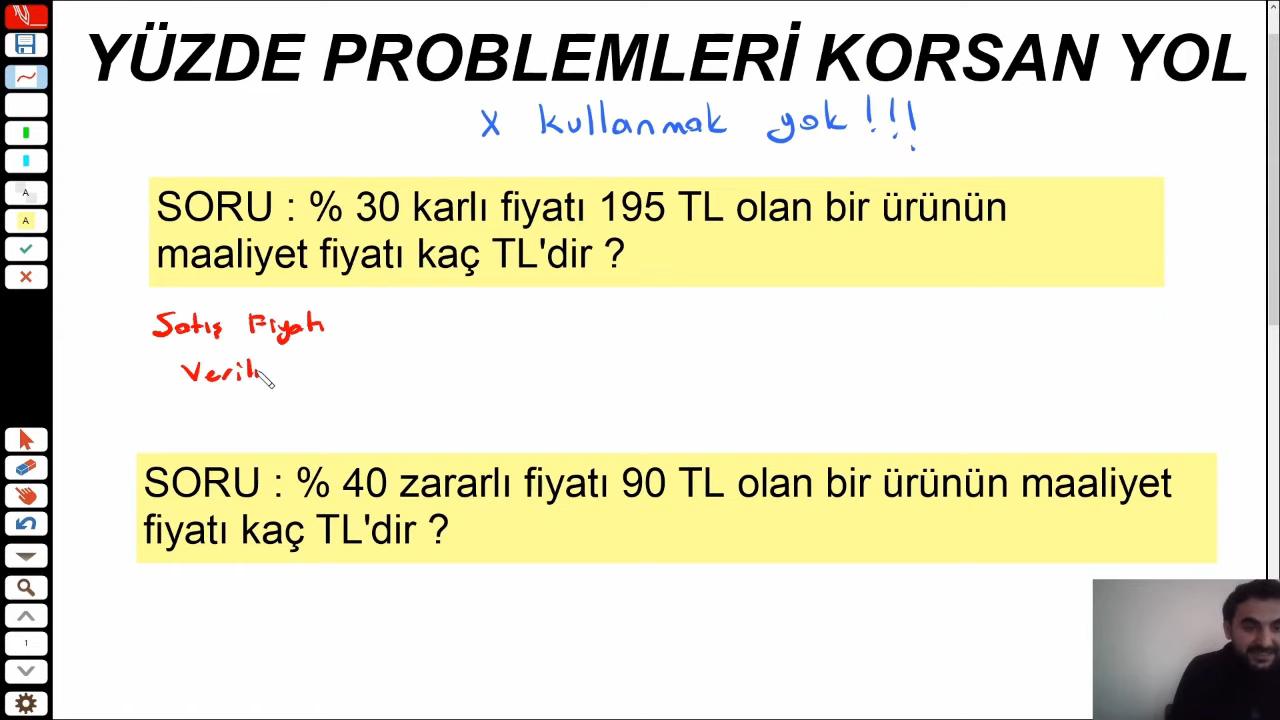 YÜZDE PROBLEMLERİ KORSAN YOL
x kullanmak yok!!!
SORU : % 30 karlı fiyatı 195 TL olan bir ürünün
maaliyet fiyatı kaç TL'dir ?
Satış Fiyatı
SORU : % 40 zararlı fiyatı 90 TL olan bir ürünün maaliyet
fiyatı kaç TL'dir ?
A
A
1